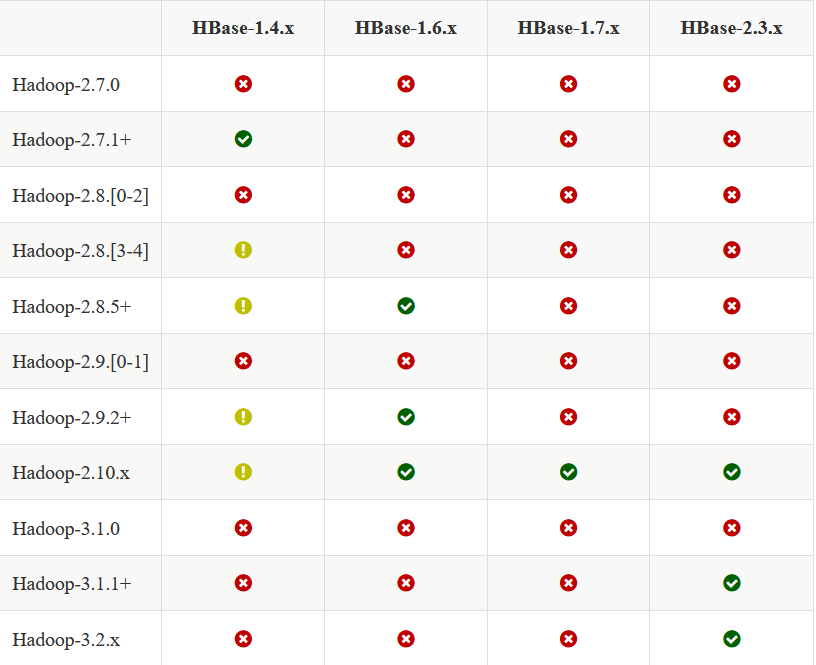 HBase-1.4.x HBase-1.6.x HBase-1.7.x HBase-2.3.x
Hadoop-2.7.0
Hadoop-2.7.1+
Hadoop-2.8.[0-2]
Hadoop-2.8.[3-4]
Hadoop-2.8.5+
Hadoop-2.9.[0-1]
Hadoop-2.9.2+
Hadoop-2.10.x
Hadoop-3.1.0
Hadoop-3.1.1+
Hadoop-3.2.x